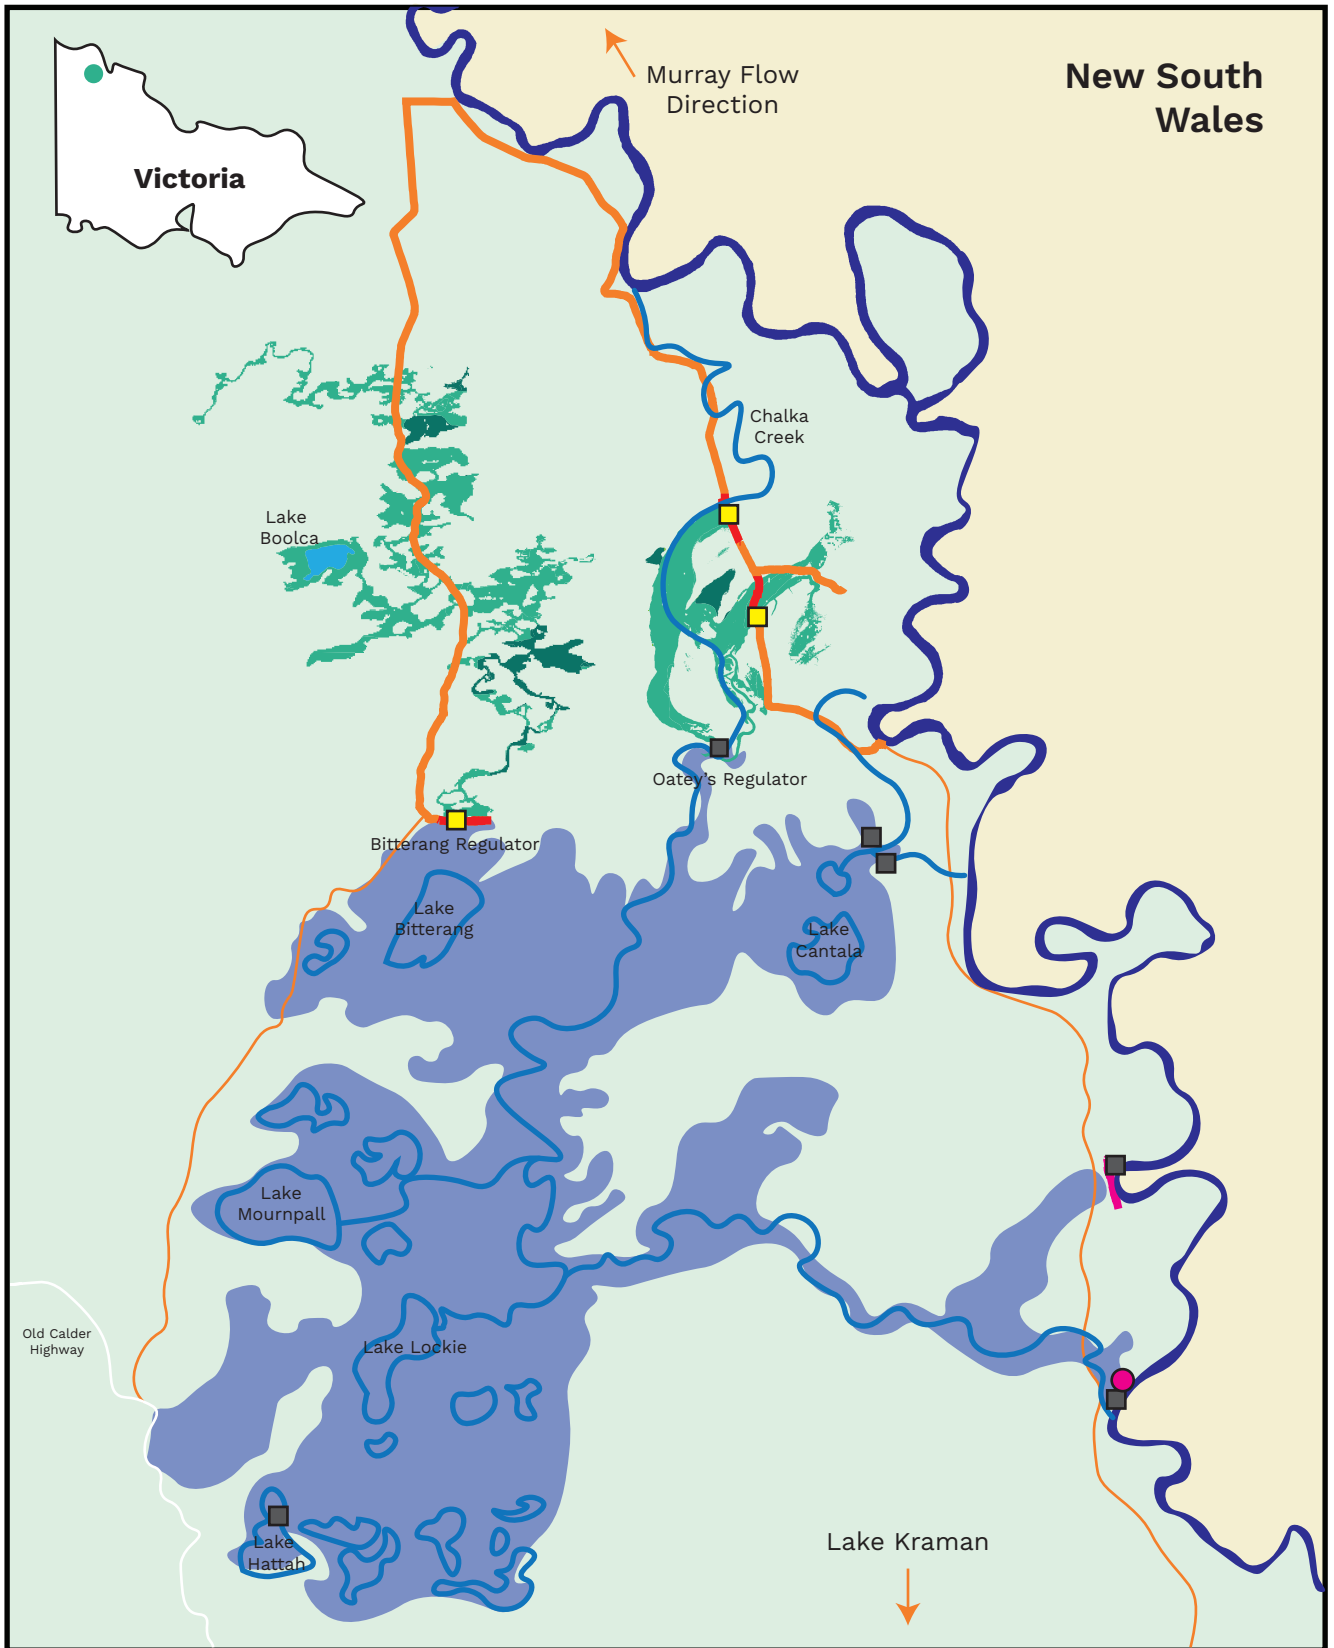 Murray Flow
Direction
New South
Wales
Victoria
Chalka
Creek
Lake
Boolca
Oatey's Regulator
Bitterang Regulator
Lake
Bitterang
Lake
Cantala
Lake
Mournpall
Old Calder
Highway
Lake Lockie
Lake
Hattah
Lake Kraman